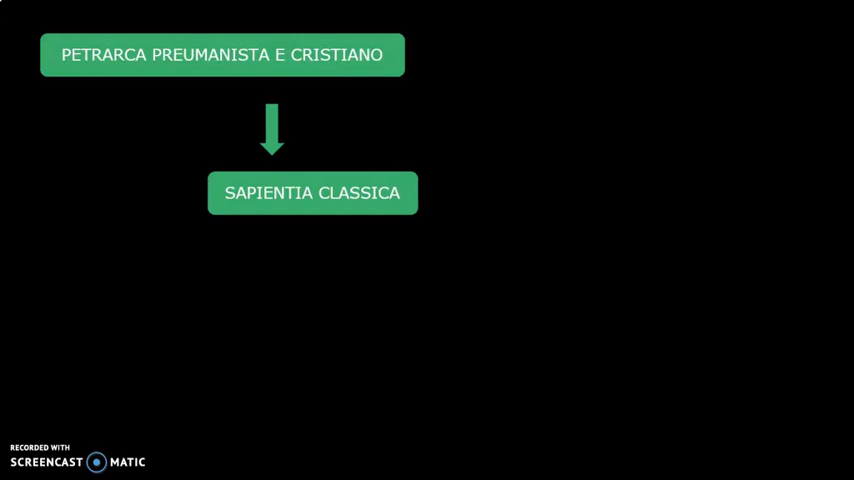 PETRARCA PREUMANISTA E CRISTIANO
SAPIENTIA CLASSICA
RECORDED WITH
SCREENCAST MATIC